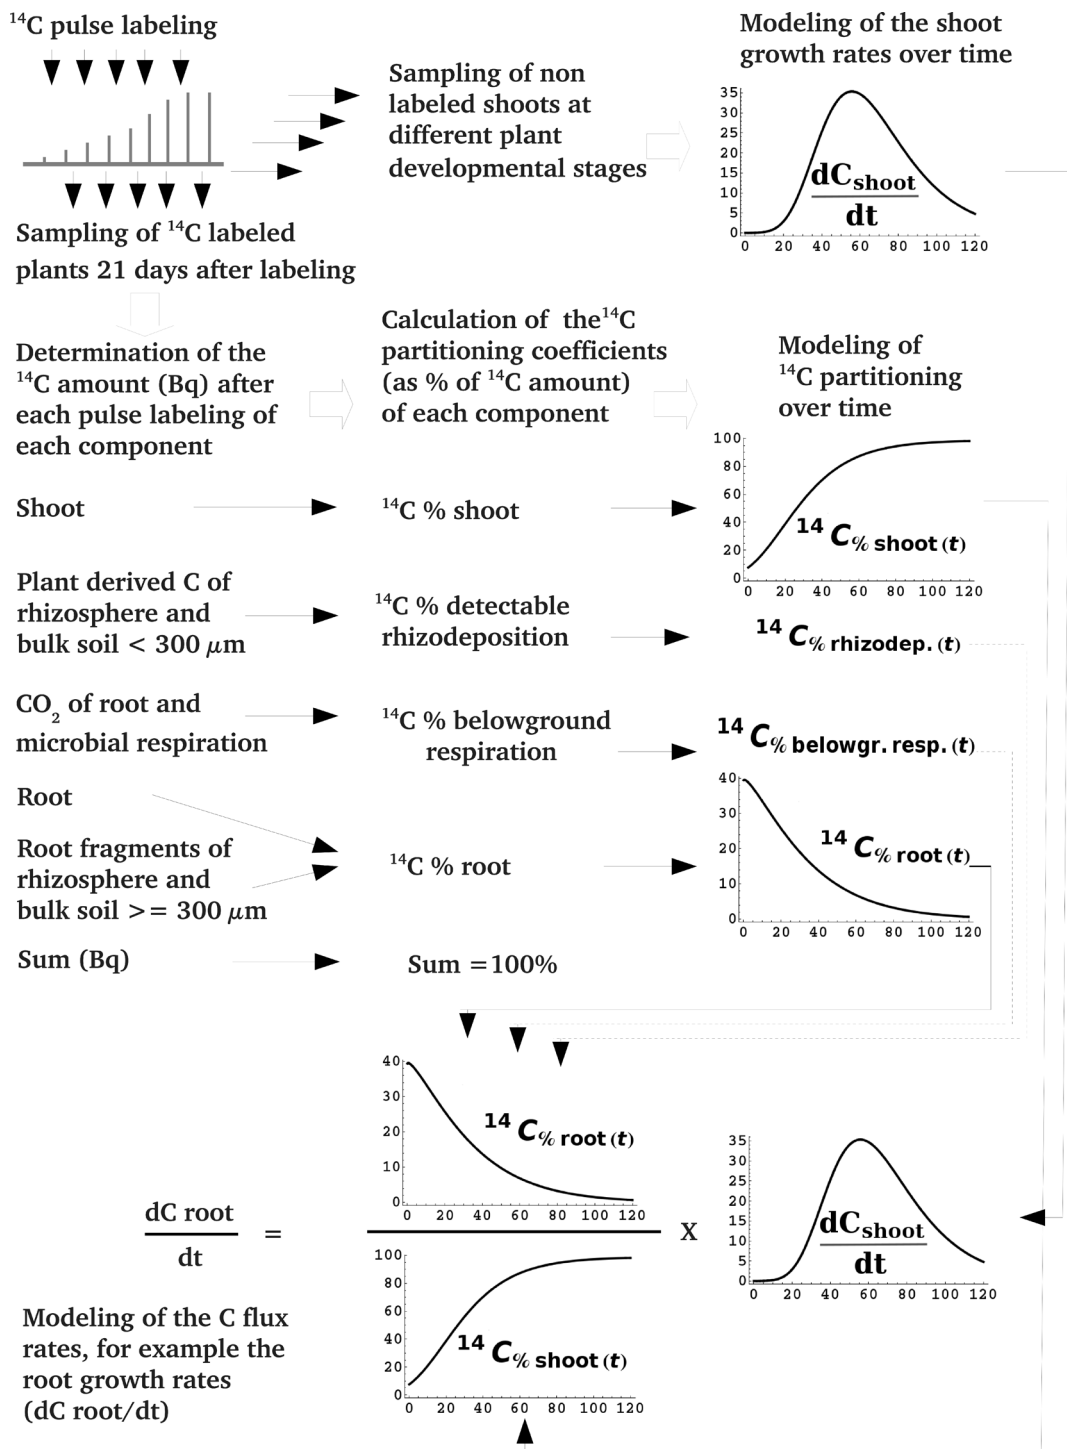 ¹⁴C pulse labeling
Sampling of non
labeled shoots at
different plant
developmental stages
Modeling of the shoot
growth rates over time
35
30
25
20
15
10
5
0
dC shoot
dt
0 20 40 60 80 100 120
Sampling of ¹⁴C labeled
plants 21 days after labeling
Determination of the
¹⁴C amount (Bq) after
each pulse labeling of
each component
Calculation of the¹⁴C
partitioning coefficients
(as % of ¹⁴C amount)
of each component
Modeling of
¹⁴C partitioning
over time
100
80
60
40
20
0
¹⁴C% shoot (t)
0 20 40 60 80 100 120
Shoot
¹⁴C % shoot
Plant derived C of
rhizosphere and
bulk soil < 300 μm
¹⁴C % detectable
rhizodeposition
¹⁴C% rhizodep. (t)
CO₂ of root and
microbial respiration
¹⁴C % belowground
respiration
¹⁴C% belowgr. resp. (t)
Root
Root fragments of
rhizosphere and
bulk soil >= 300 μm
¹⁴C % root
40
30
20
10
0
¹⁴C% root (t)
0 20 40 60 80 100 120
Sum (Bq)
Sum =100%
40
30
20
10
0
¹⁴C% root (t)
0 20 40 60 80 100 120
dC root
dt
=
X
35
30
25
20
15
10
5
0
dC shoot
dt
0 20 40 60 80 100 120
100
80
60
40
20
0
¹⁴C% shoot (t)
0 20 40 60 80 100 120
Modeling of the C flux
rates, for example the
root growth rates
(dC root/dt)